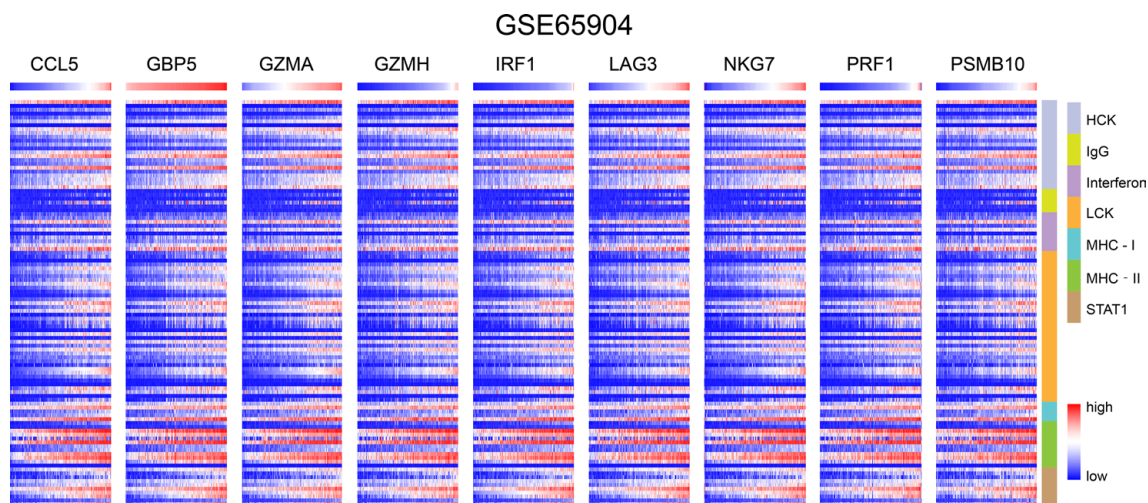 GSE65904
CCL5 GBP5 GZMA GZMH IRF1 LAG3 NKG7 PRF1 PSMB10
HCK
IgG
Interferon
LCK
MHC - I
MHC - II
STAT1
high
low